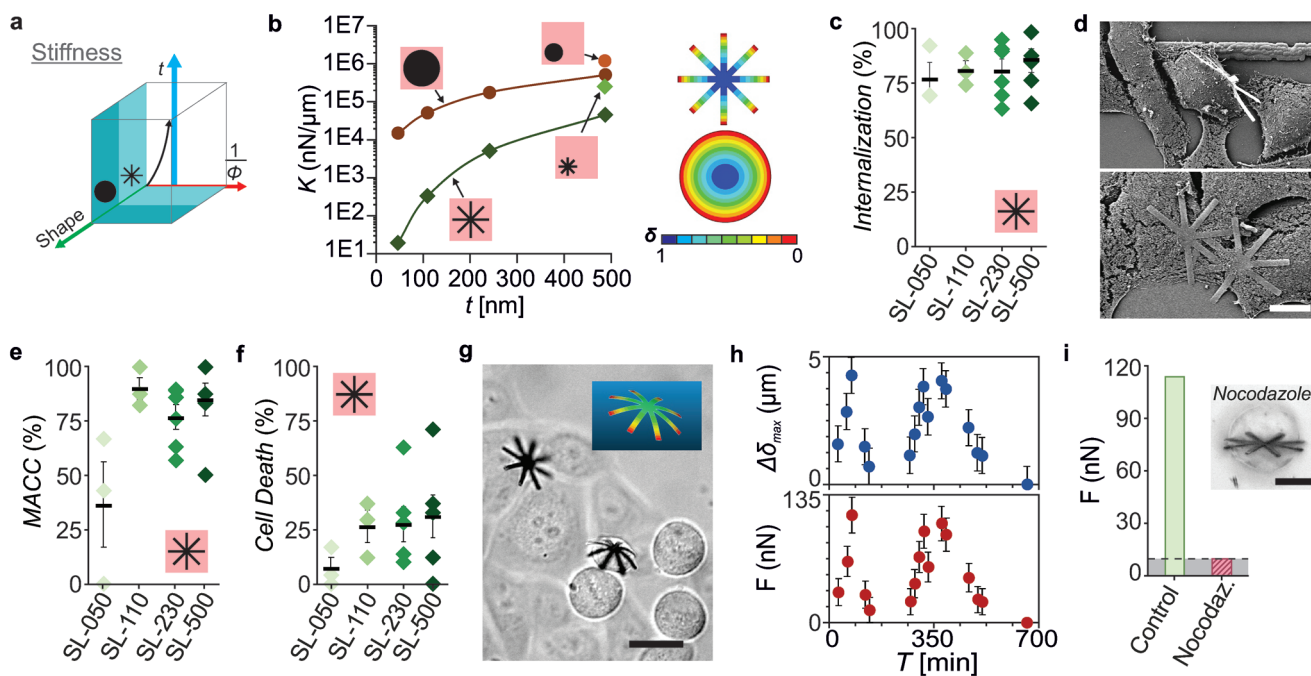 a
Stiffness
t
1
Φ
Shape
b
K (nN/μm)
1E7
1E6
1E5
1E4
1E3
1E2
1E1
0
100
200
300
400
500
t [nm]
δ
1
0
c
Internalization (%)
100
75
50
25
0
SL-050
SL-110
SL-230
SL-500
d
e
MACC (%)
100
75
50
25
0
SL-050
SL-110
SL-230
SL-500
f
Cell Death (%)
100
75
50
25
0
SL-050
SL-110
SL-230
SL-500
g
h
Δδmax (μm)
5
0
F (nN)
135
0
0
350
700
T [min]
i
F (nN)
120
90
60
30
0
Nocodazole
Control
Nocodaz.